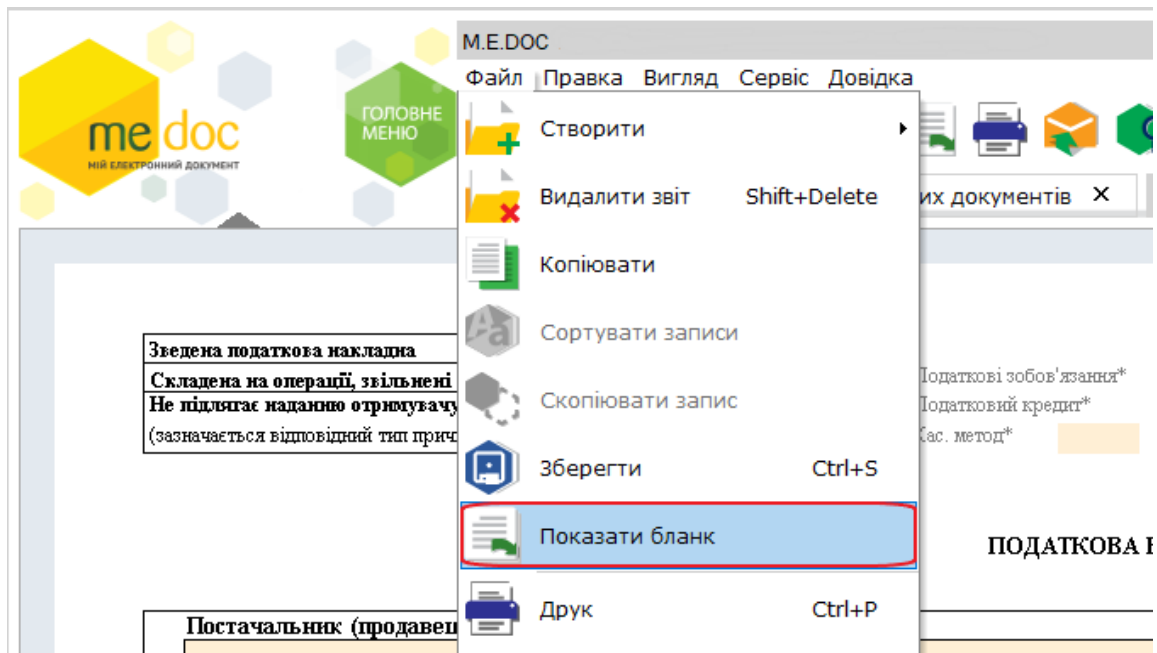 M.E.DOC
Файл Правка Вигляд Сервіс Довідка
me doc
МІЙ ЕЛЕКТРОННИЙ ДОКУМЕНТ
ГОЛОВНЕ
МЕНЮ
Створити
Видалити звіт Shift+Delete
их документів X
Копіювати
Сортувати записи
Скопіювати запис
Зберегти Ctrl+S
Показати бланк
Друк Ctrl+P
Зведена податкова накладна
Складена на операції, звільнені
Не підлягає наданню отримувачу
(зазначається відповідний тип прич
Податкові зобов'язання*
Податковий кредит*
Кас. метод*
ПОДАТКОВА
Постачальник (продавец